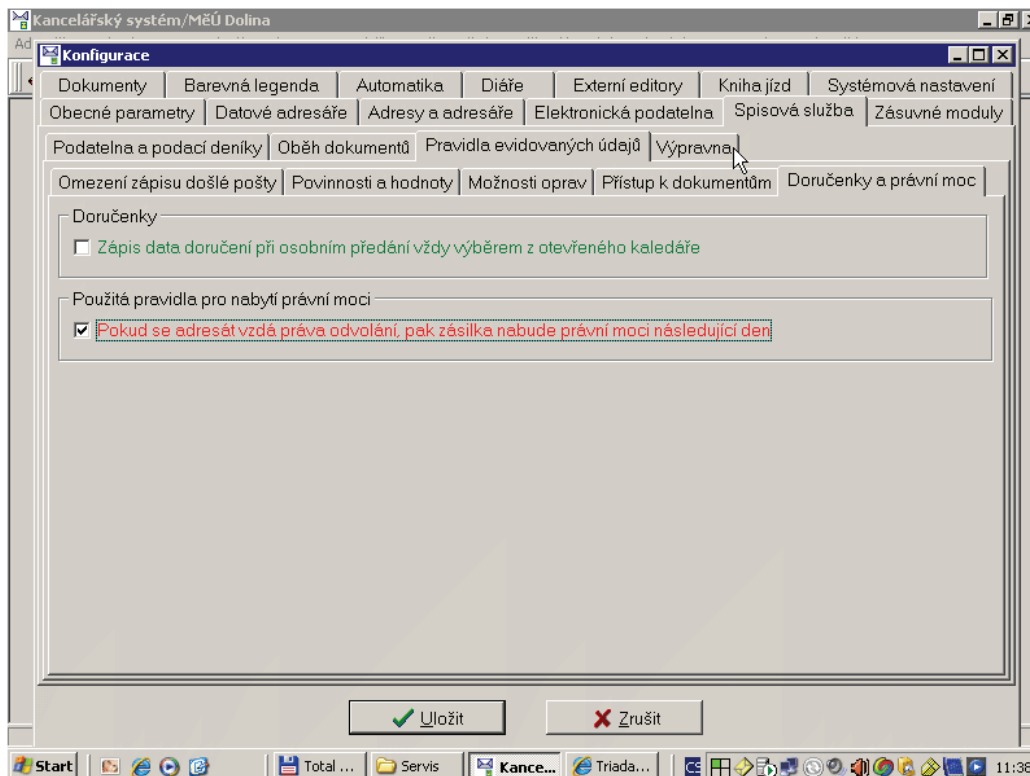 Kancelářský systém/MěÚ Dolina
Konfigurace
Dokumenty Barevná legenda Automatika Diáře Externí editory Kniha jízd Systémová nastavení
Obecné parametry Datové adresáře Adresy a adresáře Elektronická podatelna Spisová služba Zásuvné moduly
Podatelna a podací deníky Oběh dokumentů Pravidla evidovaných údajů Výpravna
Omezení zápisu došlé pošty Povinnosti a hodnoty Možnosti oprav Přístup k dokumentům Doručenky a právní moc
Doručenky
Zápis data doručení při osobním předání vždy výběrem z otevřeného kaledáře
Použitá pravidla pro nabytí právní moci
Pokud se adresát vzdá práva odvolání, pak zásilka nabude právní moci následující den
Uložit Zrušit
Start Total ... Servis Kance... Triada... CS 11:38